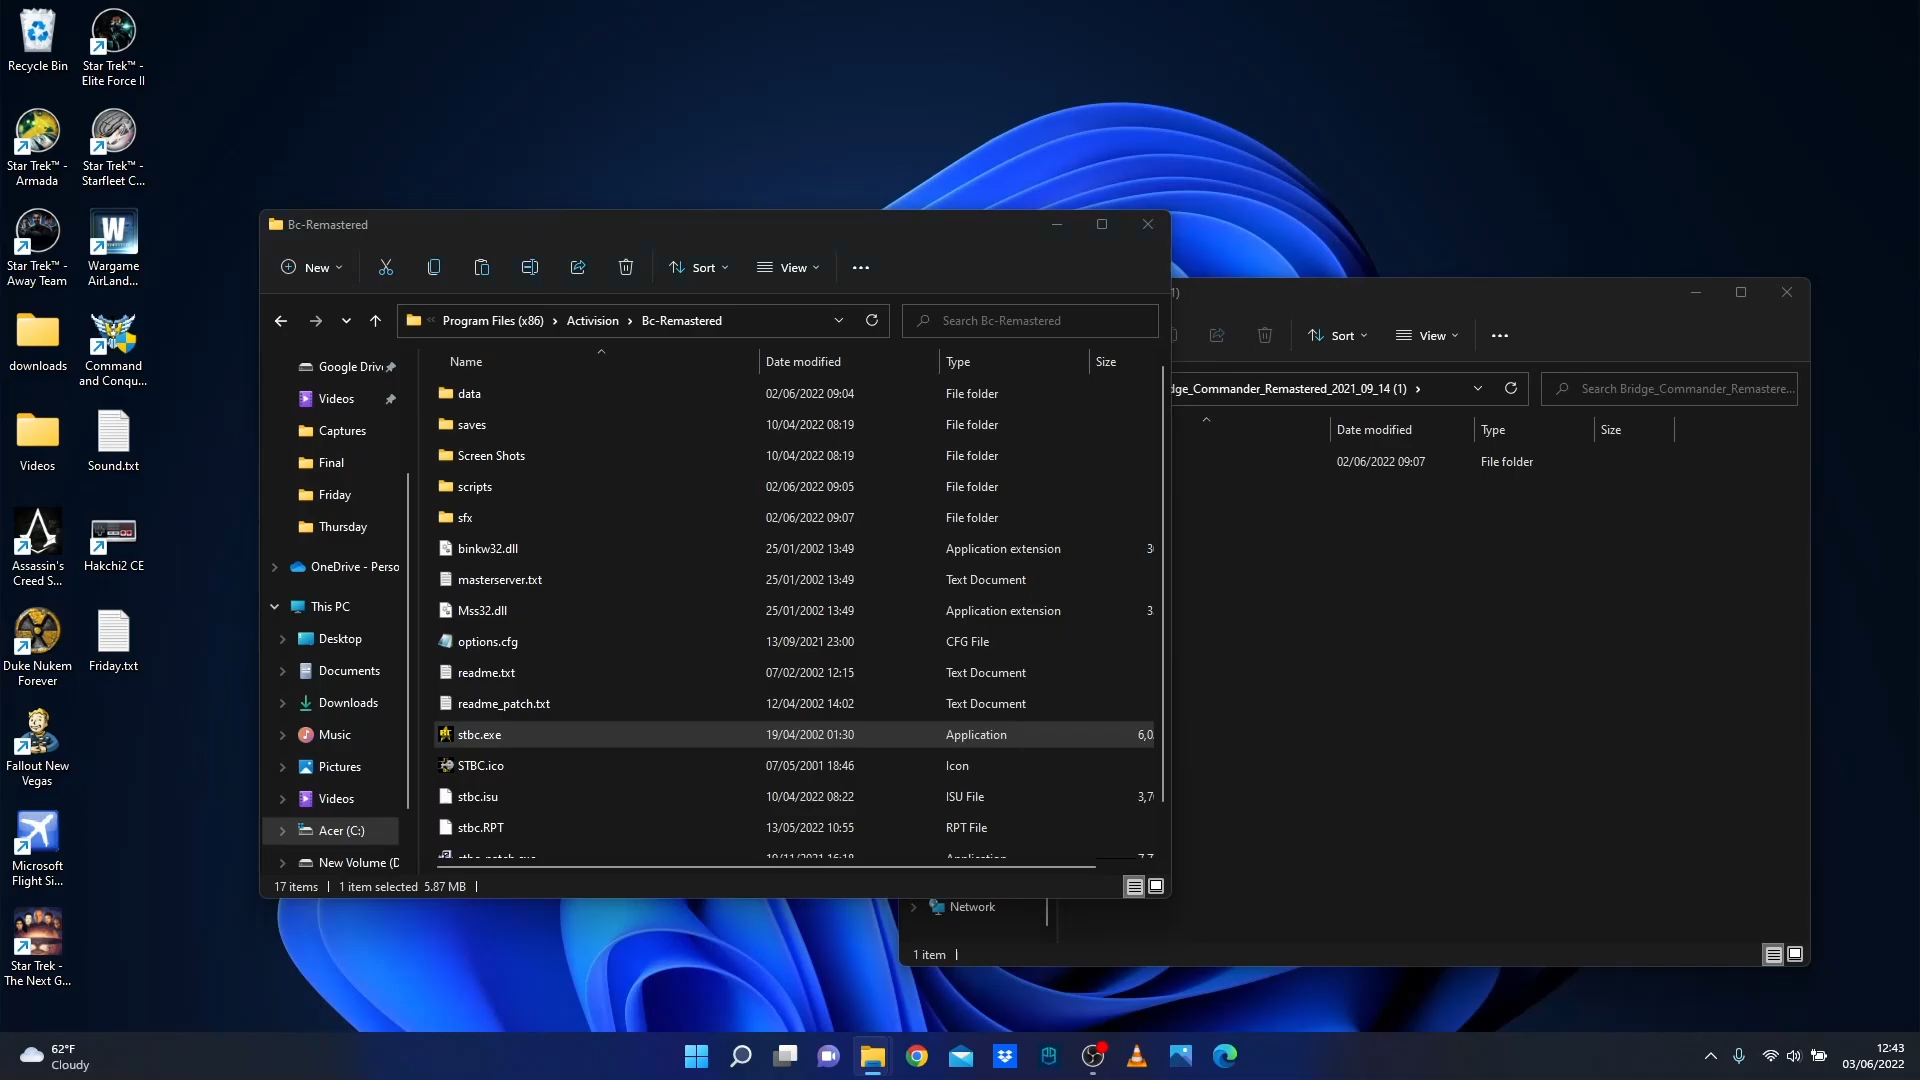 Recycle Bin
Star Trek™ -
Elite Force II
Star Trek™ -
Armada
Star Trek™ -
Starfleet C...
Star Trek™ -
Away Team
Wargame
AirLand...
downloads
Command
and Conqu...
Videos
Sound.txt
Assassin's
Creed S...
Hakchi2 CE
Duke Nukem
Forever
Friday.txt
Fallout New
Vegas
Microsoft
Flight Si...
Star Trek -
The Next G...
Bc-Remastered
New
Sort
View
Program Files (x86) › Activision › Bc-Remastered
Search Bc-Remastered
Google Driv
Videos
Captures
Final
Friday
Thursday
OneDrive - Perso
This PC
Desktop
Documents
Downloads
Music
Pictures
Videos
Acer (C:)
New Volume (D
Name Date modified Type Size
data 02/06/2022 09:04 File folder
saves 10/04/2022 08:19 File folder
Screen Shots 10/04/2022 08:19 File folder
scripts 02/06/2022 09:05 File folder
sfx 02/06/2022 09:07 File folder
binkw32.dll 25/01/2002 13:49 Application extension
masterserver.txt 25/01/2002 13:49 Text Document
Mss32.dll 25/01/2002 13:49 Application extension 3
options.cfg 13/09/2021 23:00 CFG File
readme.txt 07/02/2002 12:15 Text Document
readme_patch.txt 12/04/2002 14:02 Text Document
stbc.exe 19/04/2002 01:30 Application 6,0
STBC.ico 07/05/2001 18:46 Icon
stbc.isu 10/04/2022 08:22 ISU File 3,7
stbc.RPT 13/05/2022 10:55 RPT File
17 items | 1 item selected 5.87 MB |
1)
Sort
View
dge_Commander_Remastered_2021_09_14 (1) ›
Search Bridge_Commander_Remastere...
Date modified Type Size
02/06/2022 09:07 File folder
Network
1 item |
62°F
Cloudy
12:43
03/06/2022